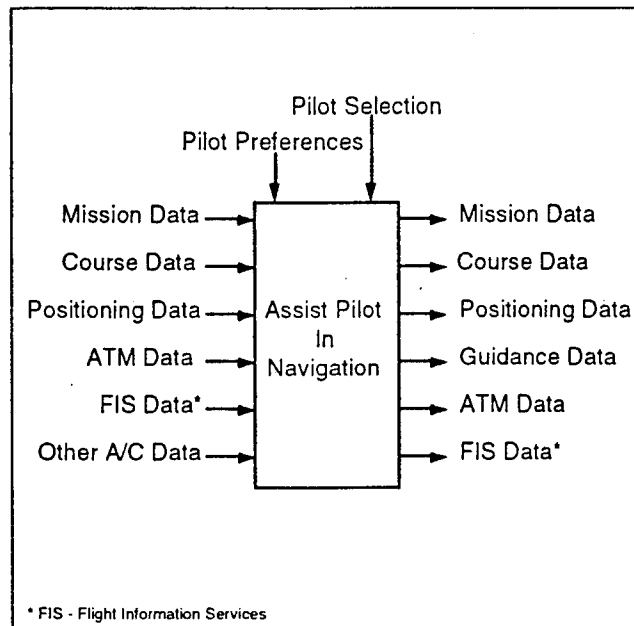 Pilot Selection
Pilot Preferences
Mission Data
Course Data
Positioning Data
ATM Data
FIS Data*
Other A/C Data
Assist Pilot
In
Navigation
Mission Data
Course Data
Positioning Data
Guidance Data
ATM Data
FIS Data*
* FIS - Flight Information Services